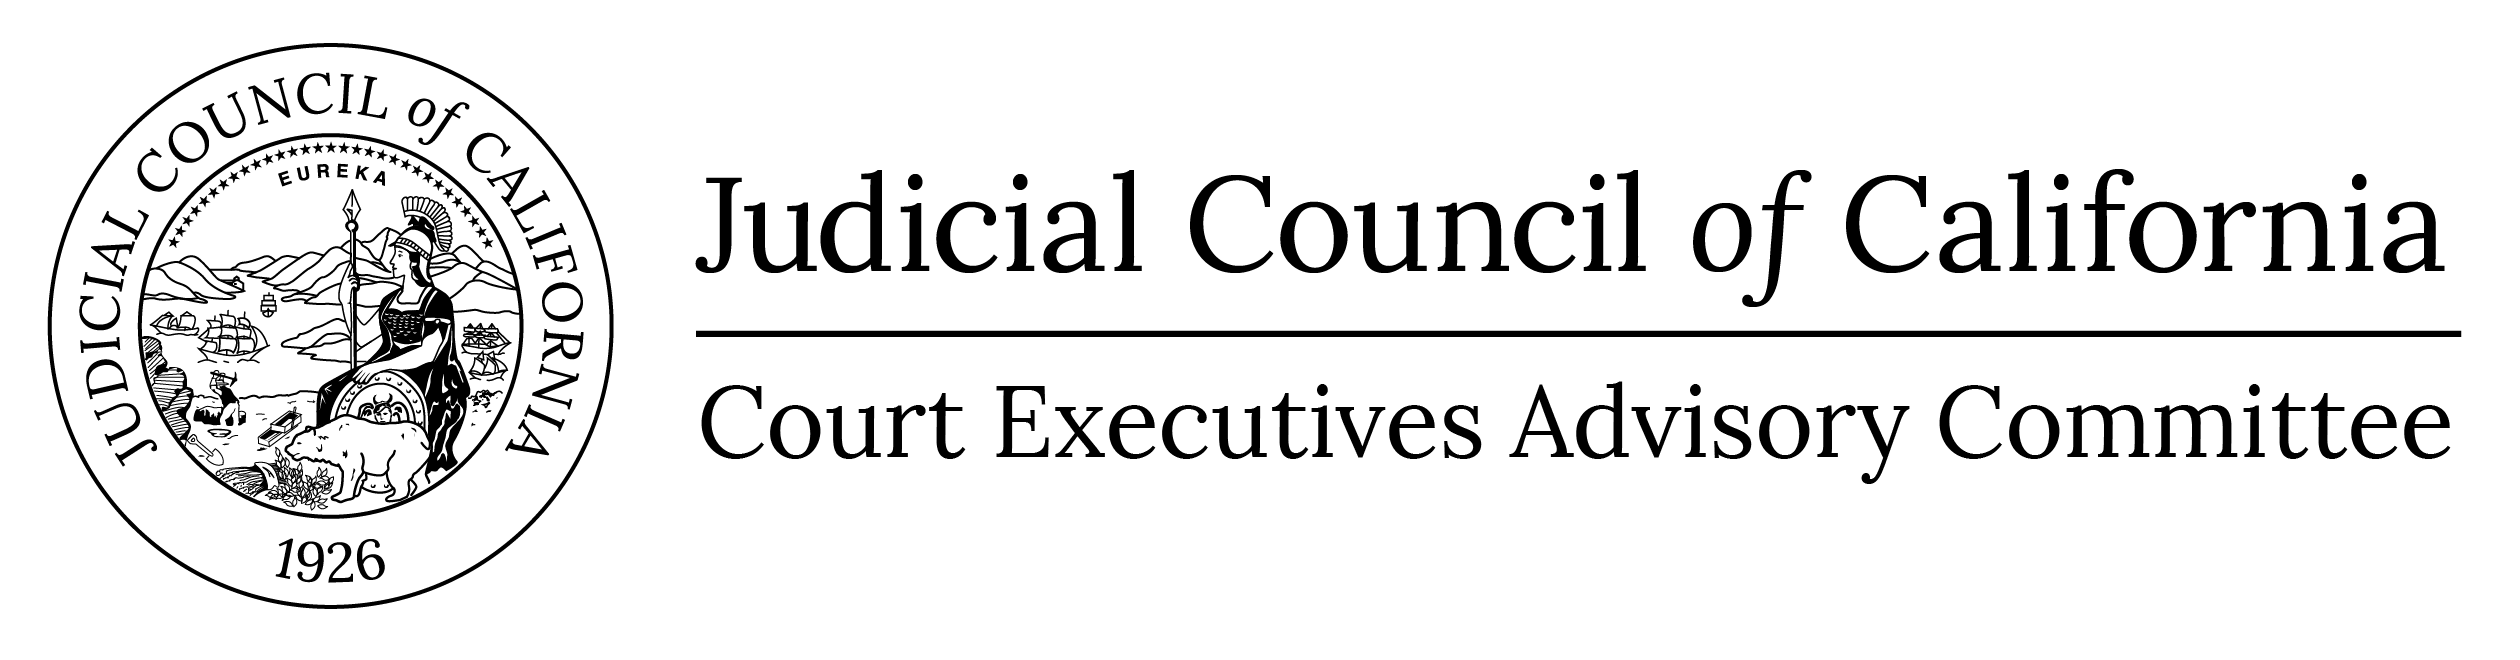 JUDICIAL COUNCIL of CALIFORNIA
EUREKA
1926
Judicial Council of California
Court Executives Advisory Committee